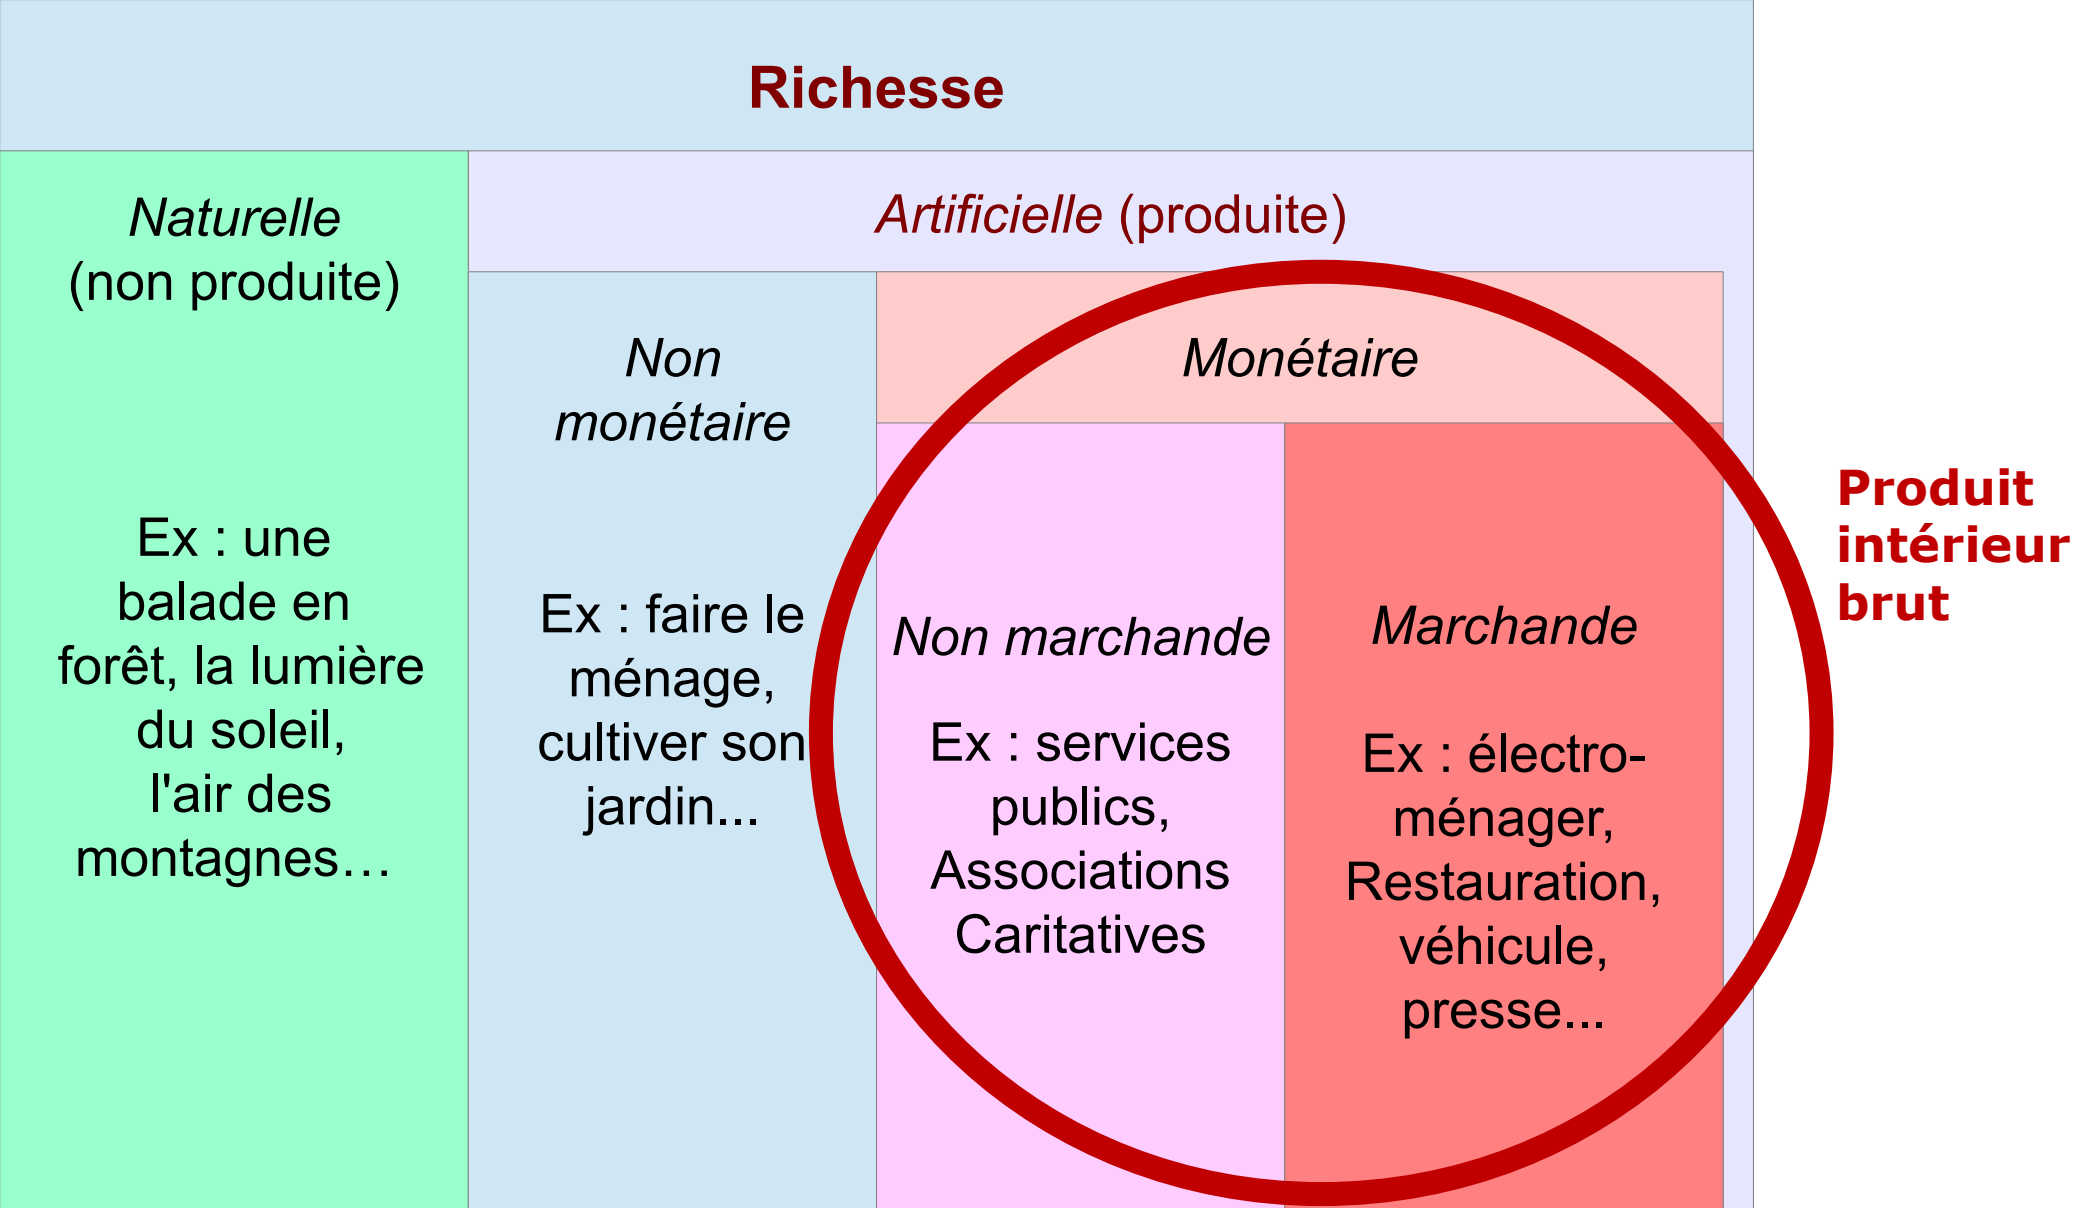 Richesse
Naturelle
(non produite)
Ex : une
balade en
forêt, la lumière
du soleil,
l'air des
montagnes…
Artificielle (produite)
Non
monétaire
Ex : faire le
ménage,
cultiver son
jardin...
Monétaire
Non marchande
Ex : services
publics,
Associations
Caritatives
Marchande
Ex : électro-
ménager,
Restauration,
véhicule,
presse...
Produit
intérieur
brut